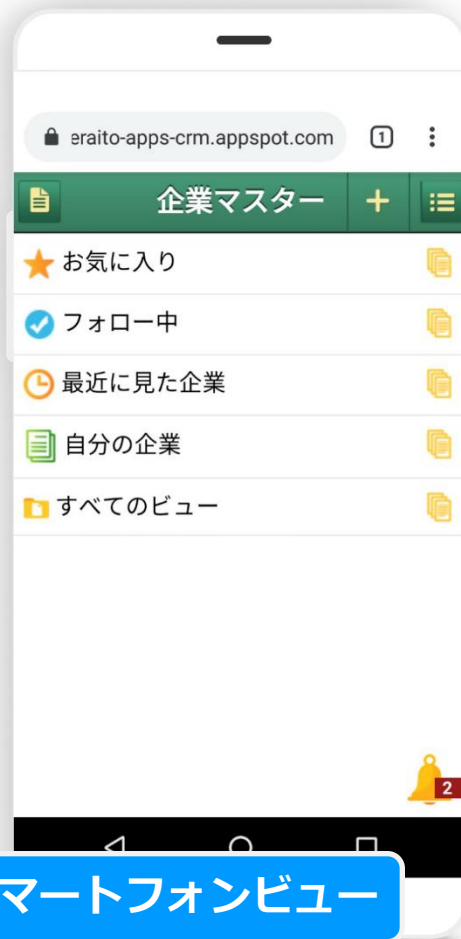 eraito-apps-crm.appspot.com
1
企業マスター
お気に入り
フォロー中
最近に見た企業
自分の企業
すべてのビュー
2
マートフォンビュー